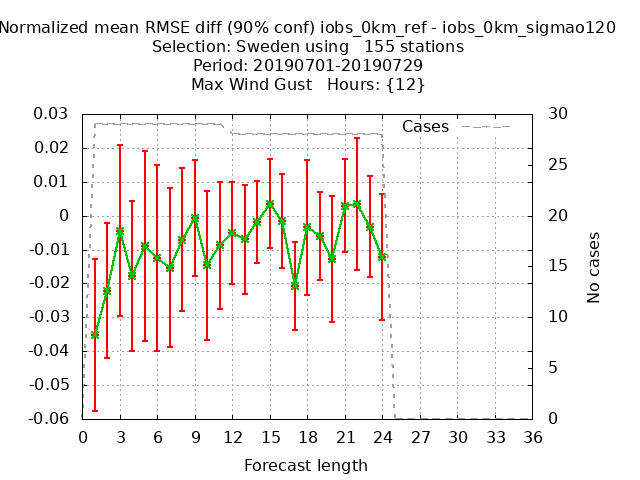 Normalized mean RMSE diff (90% conf) iobs_0km_ref - iobs_0km_sigmao120
Selection: Sweden using   155 stations
Period: 20190701-20190729
Max Wind Gust   Hours: {12}
Cases
0.03
0.02
0.01
0
-0.01
-0.02
-0.03
-0.04
-0.05
-0.06
30
25
20
15
10
5
0
No cases
0 3 6 9 12 15 18 21 24 27 30 33 36
Forecast length